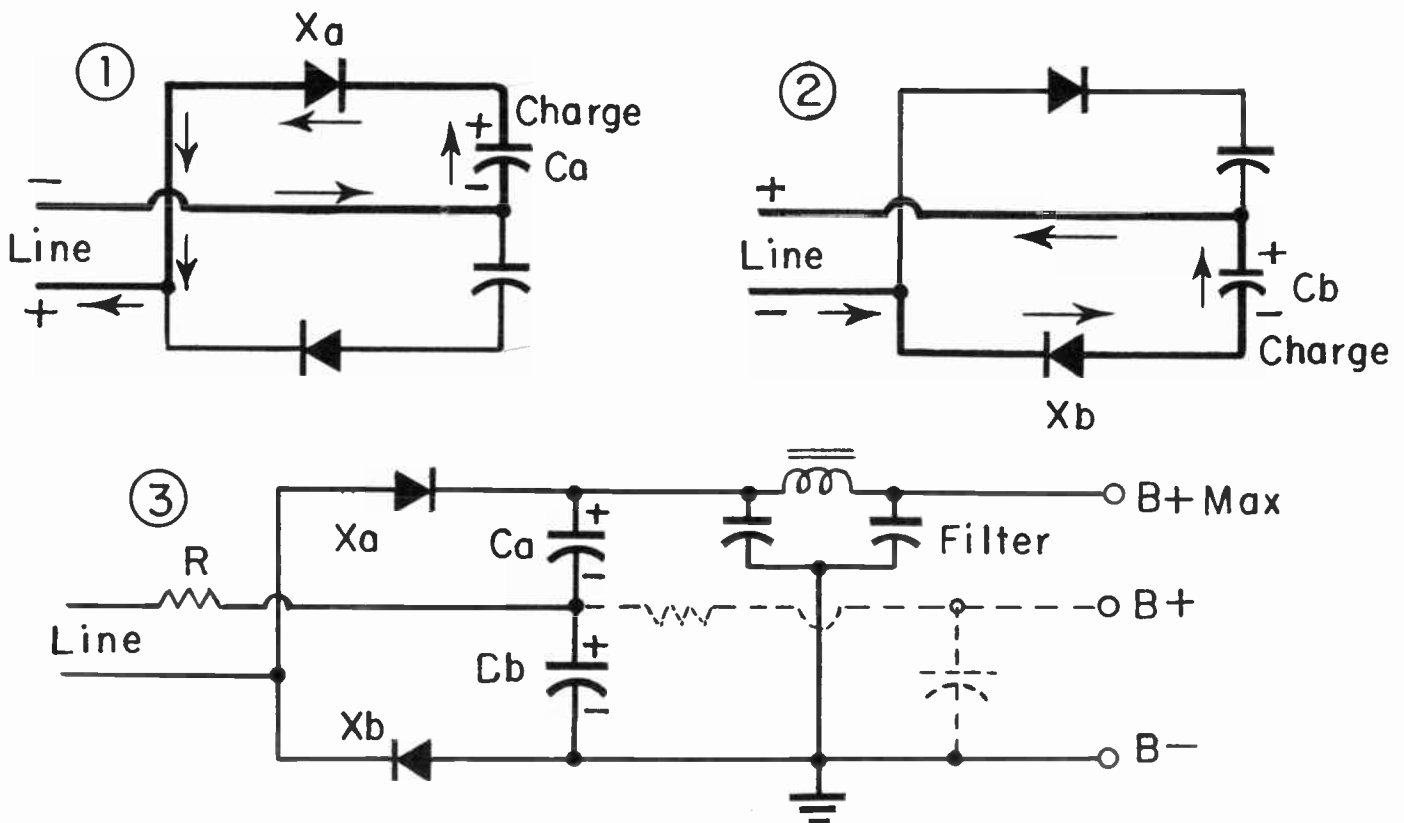 1
Xa
Charge
+
Ca
-
-
Line
+
2
+
Line
-
+
Cb
-
Charge
Xb
3
Xa
R
Line
+
Ca
-
+
Cb
-
Xb
Filter
B+ Max
B+
B-